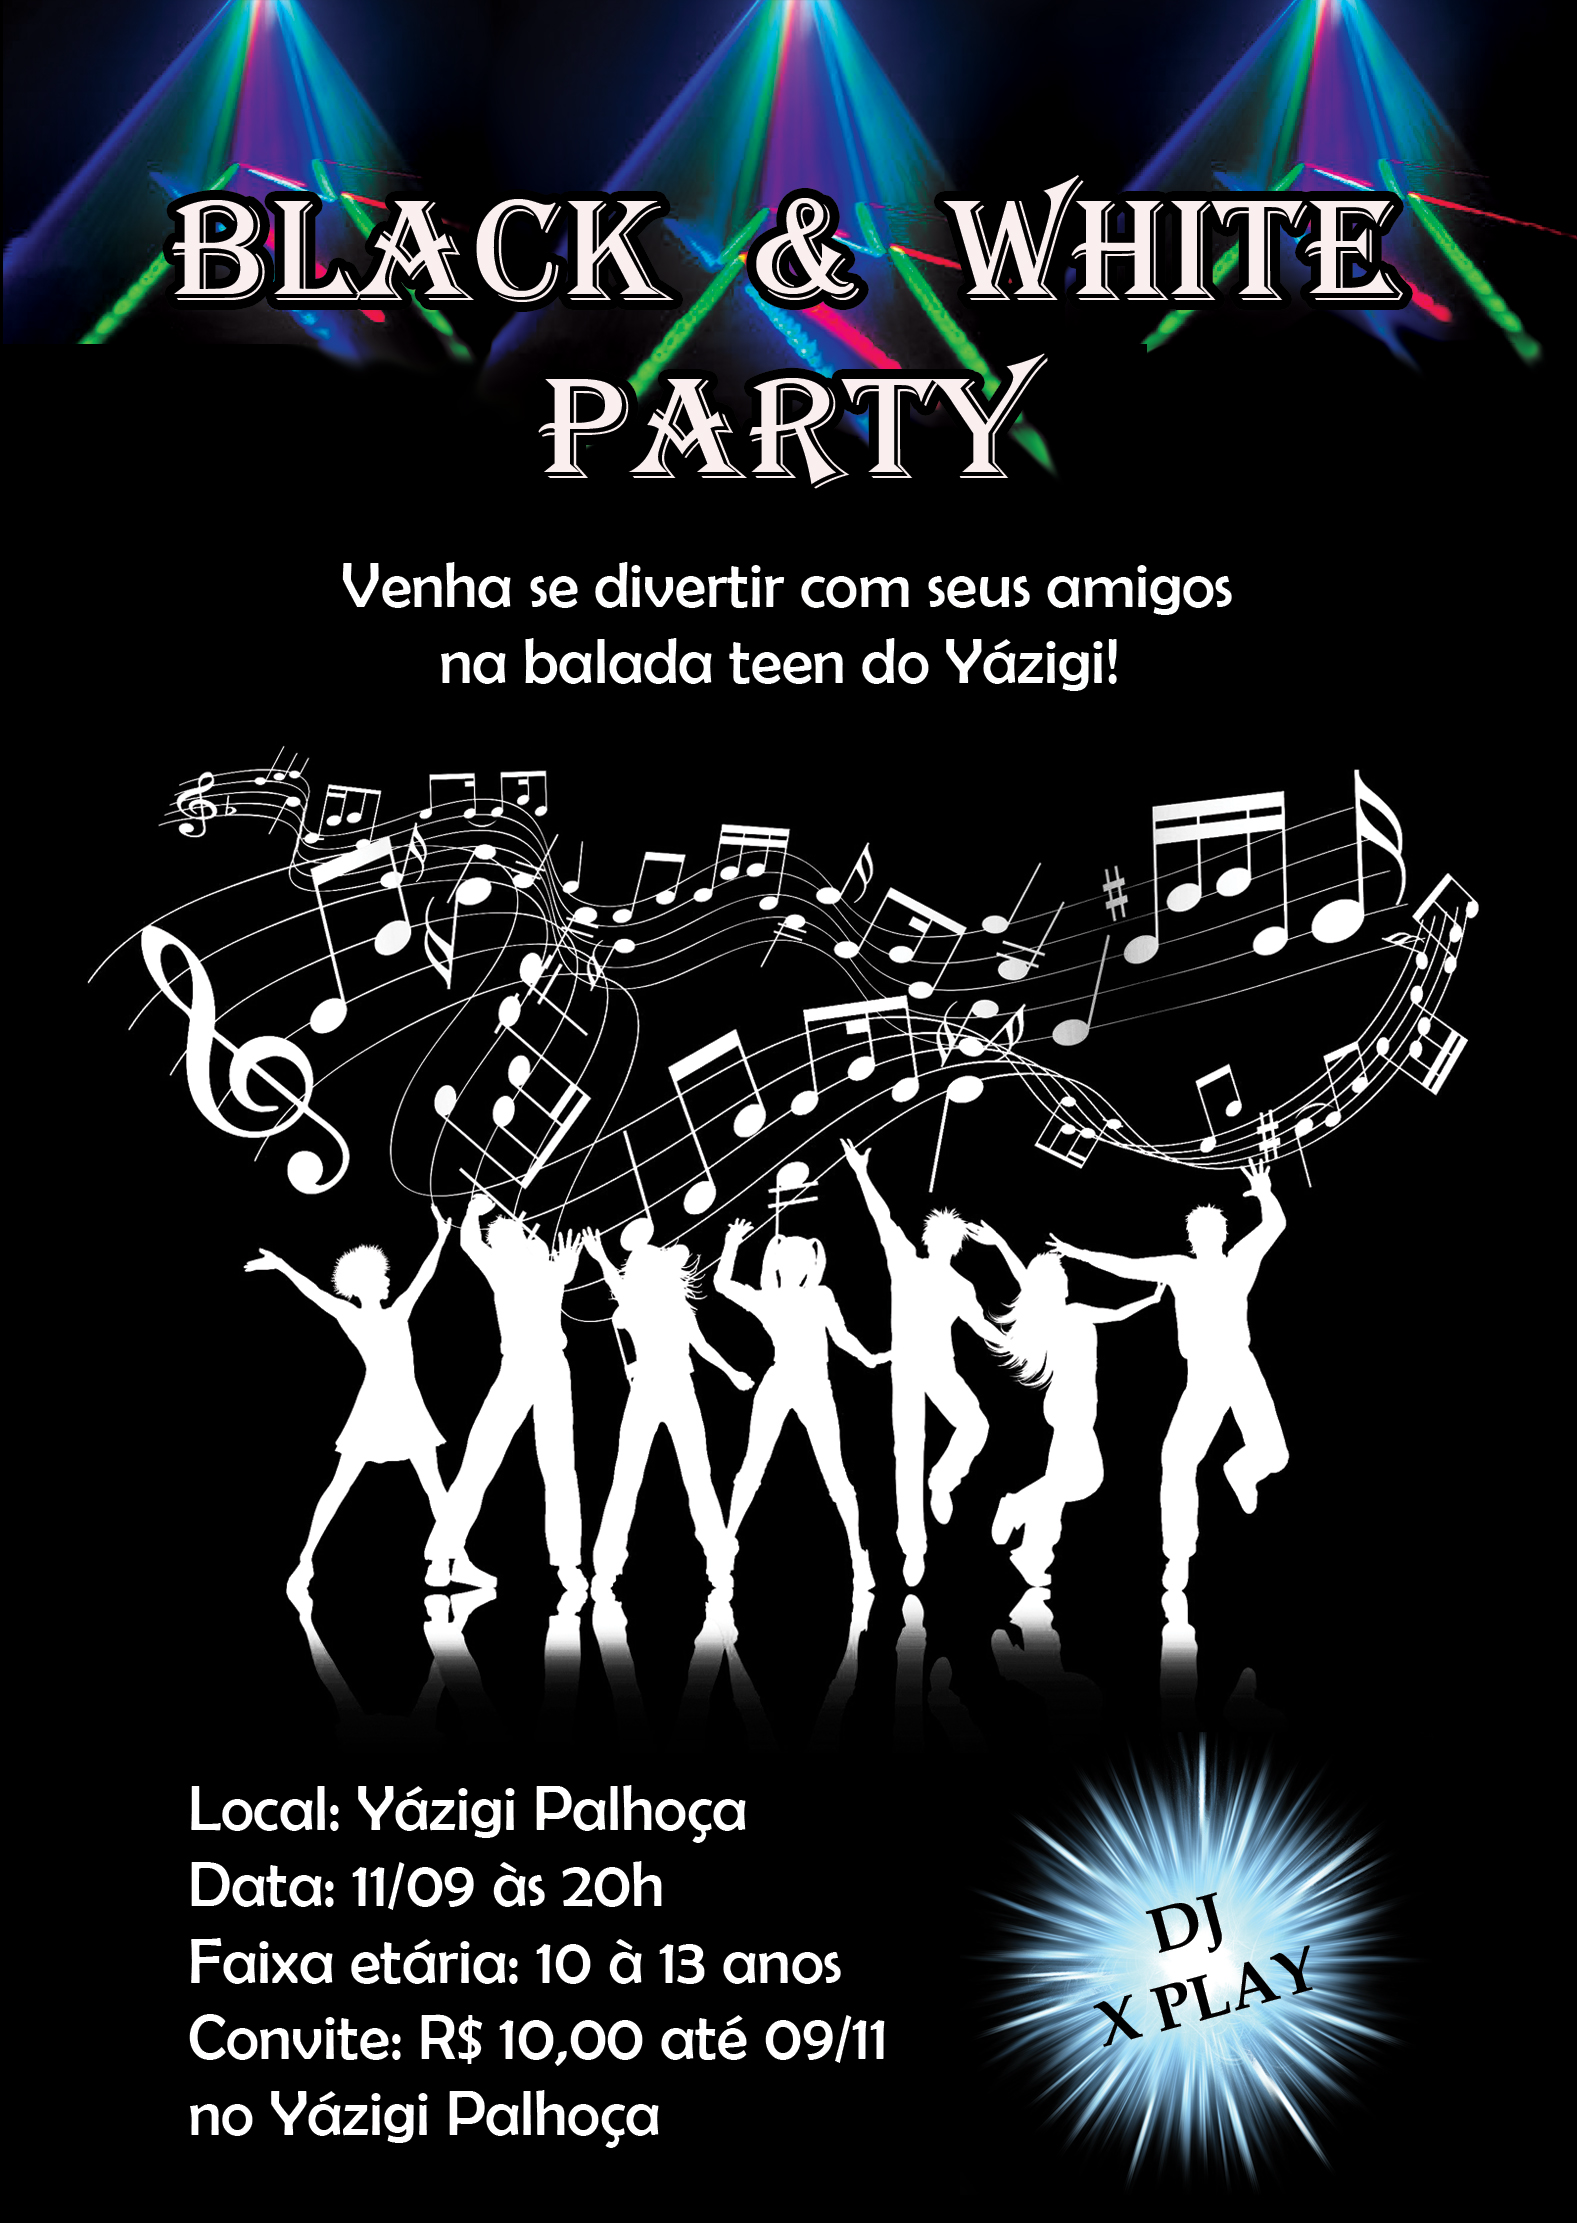 BLACK & WHITE
PARTY
Venha se divertir com seus amigos
na balada teen do Yázigi!
Local: Yázigi Palhoça
Data: 11/09 às 20h
Faixa etária: 10 à 13 anos
Convite: R$ 10,00 até 09/11
no Yázigi Palhoça
DJ
X PLAY